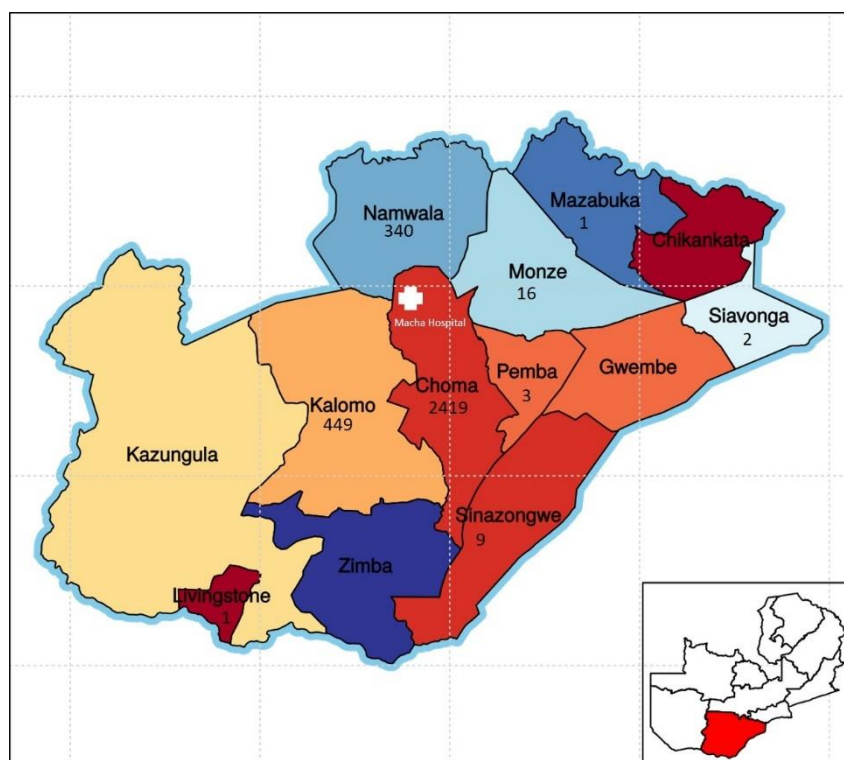 Mazabuka
1
Namwala
340
Chikankata
Monze
16
Siavonga
2
Macha Hospital
Pemba
3
Gwembe
Choma
2419
Kalomo
449
Kazungula
Sinazongwe
9
Zimba
Livingstone
1